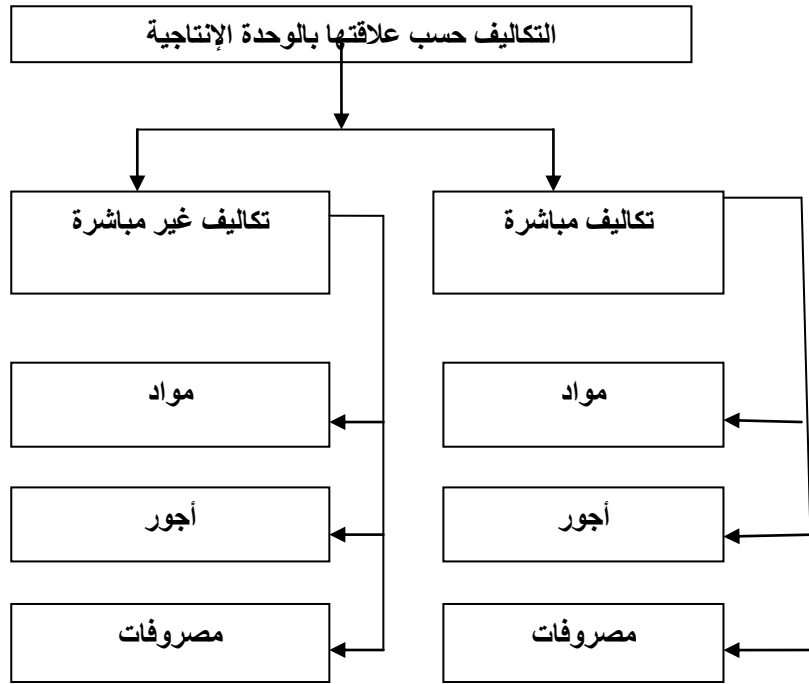 التكاليف حسب علاقتها بالوحدة الإنتاجية
تكاليف مباشرة
تكاليف غير مباشرة
مواد
مواد
أجور
أجور
مصروفات
مصروفات